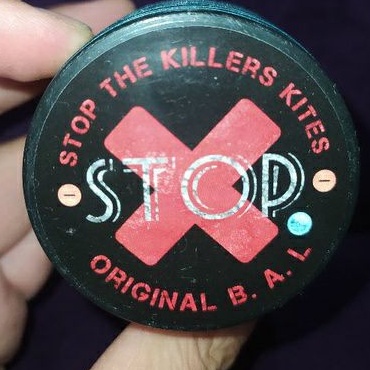 STOP THE KILLERS KITES
STOP
ORIGINAL B. A. L